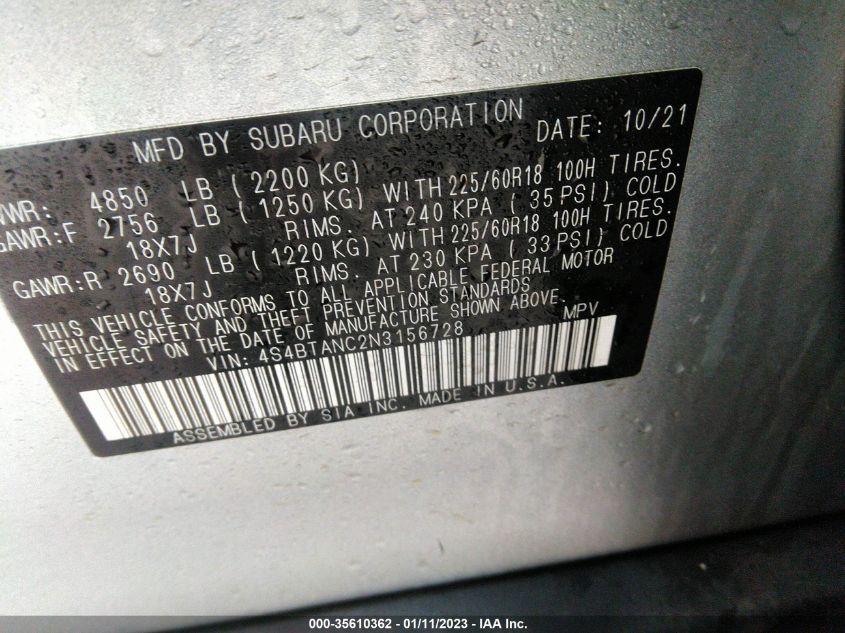 MFD BY SUBARU CORPORATION DATE: 10/21
VWR: 4850 LB ( 2200 KG)
GAWR:F 2756 LB ( 1250 KG) WITH 225/60R18 100H TIRES.
18X7J RIMS. AT 240 KPA ( 35 PSI) COLD
GAWR:R 2690 LB ( 1220 KG) WITH 225/60R18 100H TIRES.
18X7J RIMS. AT 230 KPA ( 33 PSI) COLD
THIS VEHICLE CONFORMS TO ALL APPLICABLE FEDERAL MOTOR
VEHICLE SAFETY AND THEFT PREVENTION STANDARDS
IN EFFECT ON THE DATE OF MANUFACTURE SHOWN ABOVE.
VIN: 4S4BTANC2N3156728 MPV
ASSEMBLED BY SIA INC. MADE IN U.S.A.
000-35610362 - 01/11/2023 - IAA Inc.